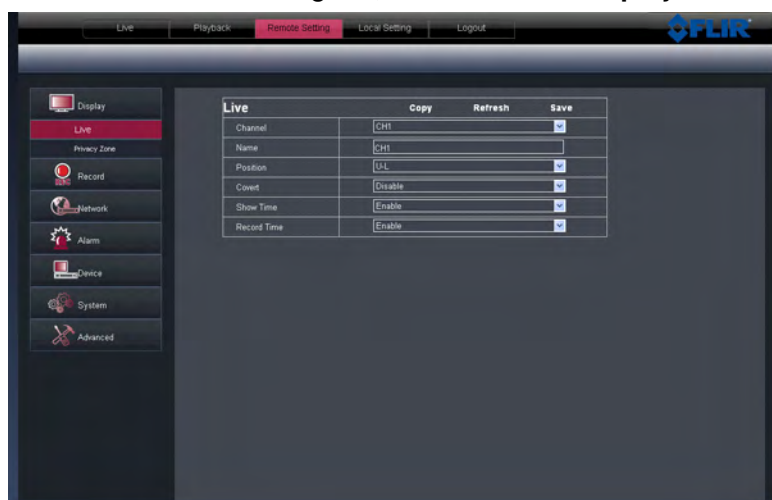 Live Playback Remote Setting Local Setting Logout
FLIR
Display
Live
Privacy Zone
Record
Network
Alarm
Device
System
Advanced
Live Copy Refresh Save
Channel CH1
Name CH1
Position U-L
Covert Disable
Show Time Enable
Record Time Enable